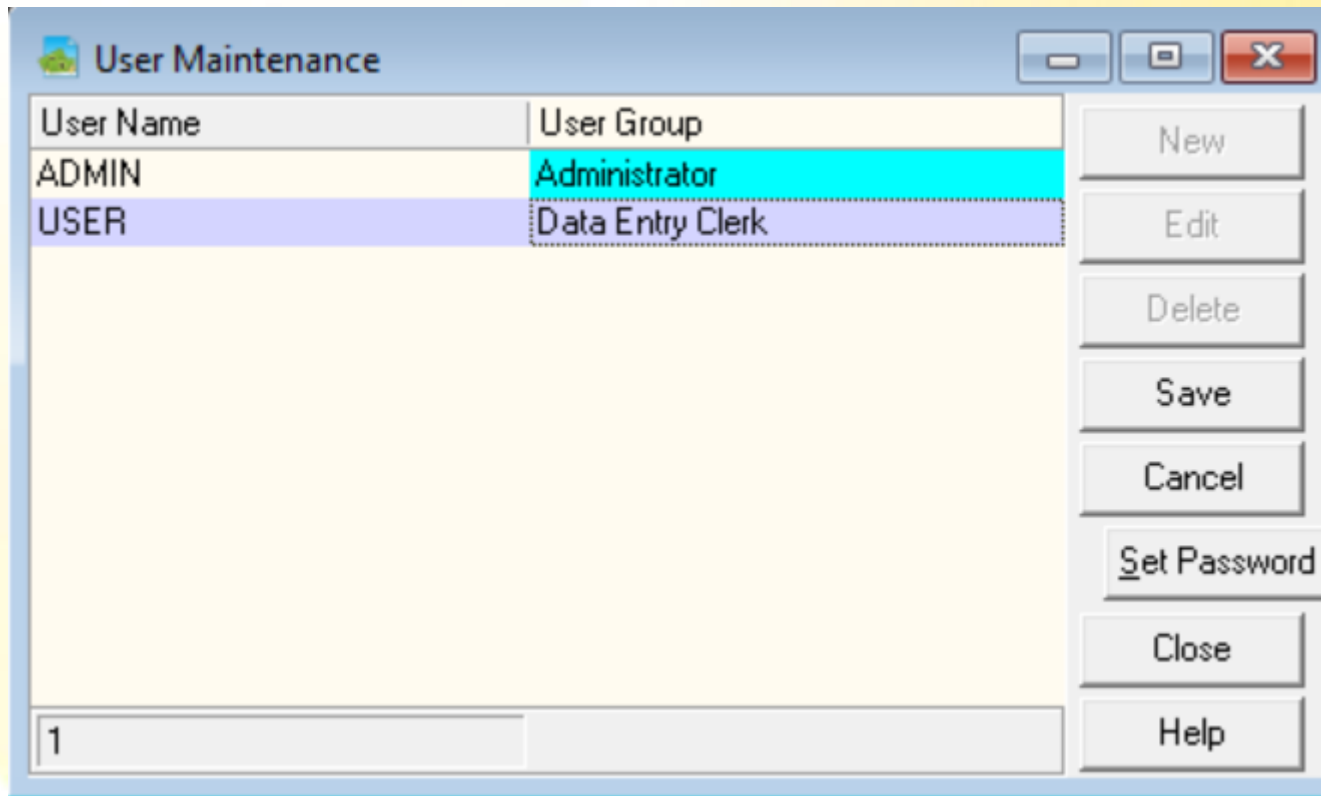 User Maintenance
User Name User Group
ADMIN Administrator
USER Data Entry Clerk
1
New
Edit
Delete
Save
Cancel
Set Password
Close
Help